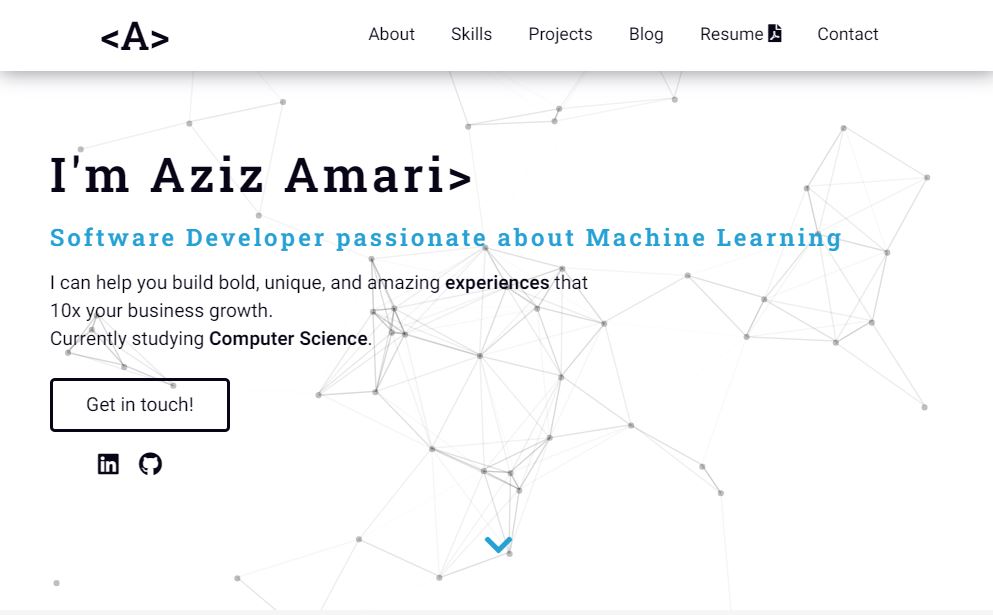 <A>
About Skills Projects Blog Resume Contact
I'm Aziz Amari>
Software Developer passionate about Machine Learning
I can help you build bold, unique, and amazing experiences that
10x your business growth.
Currently studying Computer Science.
Get in touch!
in